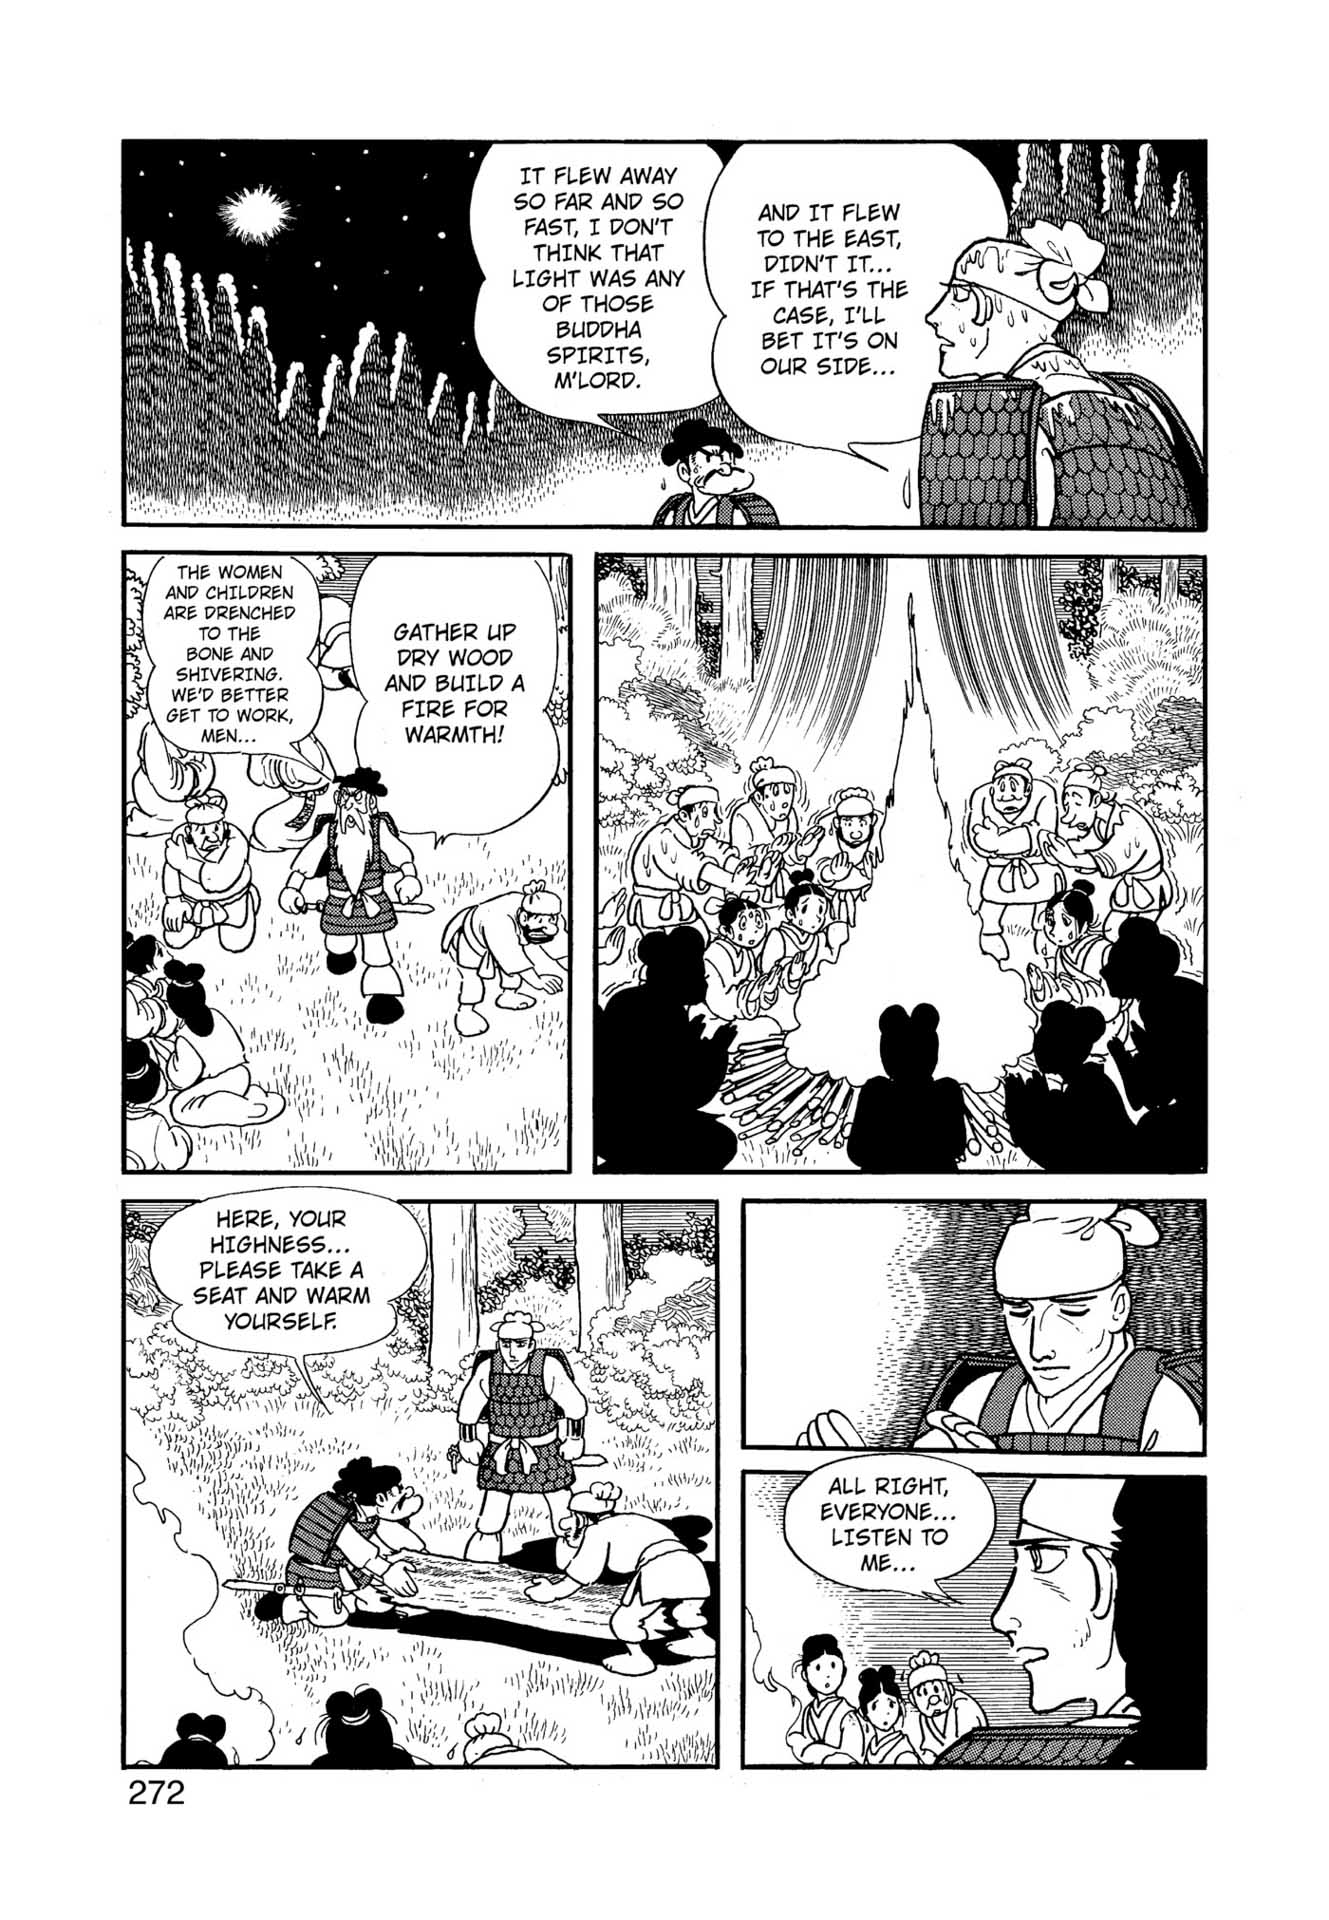 AND IT FLEW
TO THE EAST,
DIDN'T IT...
IF THAT'S THE
CASE, I'LL
BET IT'S ON
OUR SIDE...
IT FLEW AWAY
SO FAR AND SO
FAST, I DON'T
THINK THAT
LIGHT WAS ANY
OF THOSE
BUDDHA
SPIRITS,
M'LORD.
GATHER UP
DRY WOOD
AND BUILD A
FIRE FOR
WARMTH!
THE WOMEN
AND CHILDREN
ARE DRENCHED
TO THE
BONE AND
SHIVERING.
WE'D BETTER
GET TO WORK,
MEN...
HERE, YOUR
HIGHNESS...
PLEASE TAKE A
SEAT AND WARM
YOURSELF.
ALL RIGHT,
EVERYONE...
LISTEN TO
ME...
272